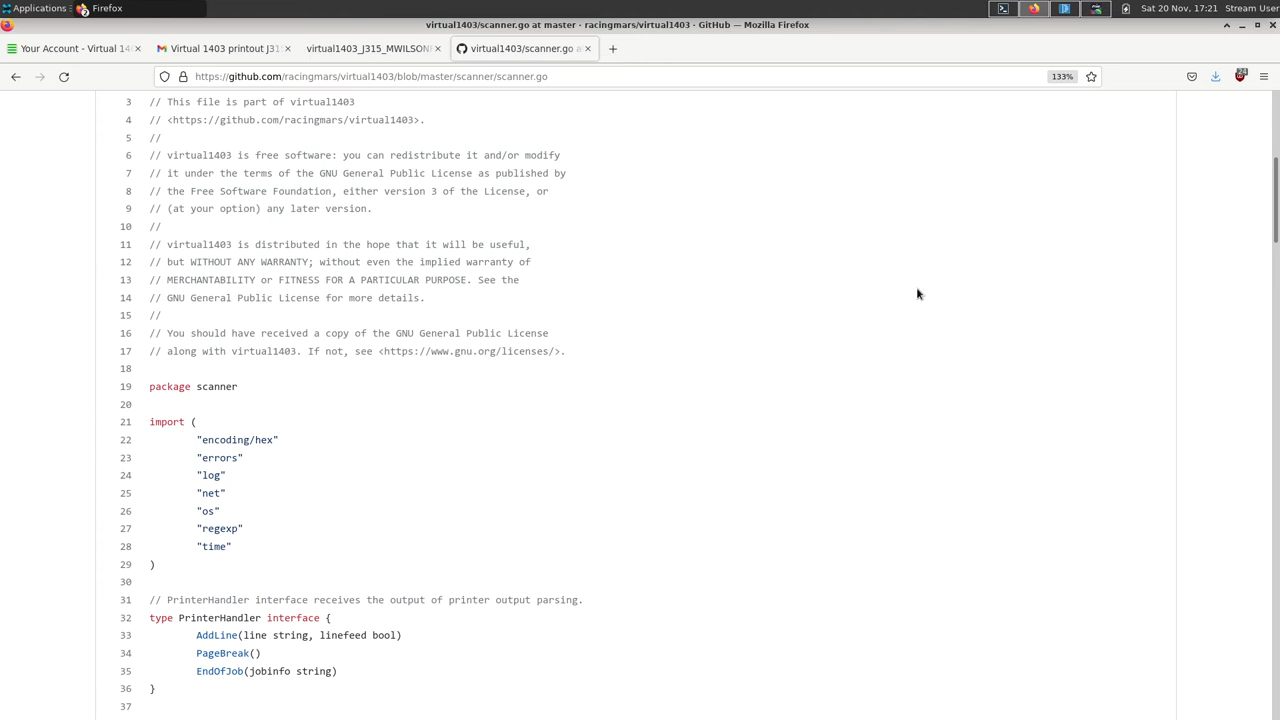 Applications
Firefox
Sat 20 Nov, 17:21 Stream User
virtual1403/scanner.go at master · racingmars/virtual1403 · GitHub — Mozilla Firefox
Your Account - Virtual 14
Virtual 1403 printout J31
virtual1403_J315_MWILSON
virtual1403/scanner.go a
https://github.com/racingmars/virtual1403/blob/master/scanner/scanner.go
133%
3 // This file is part of virtual1403
4 // <https://github.com/racingmars/virtual1403>.
5 //
6 // virtual1403 is free software: you can redistribute it and/or modify
7 // it under the terms of the GNU General Public License as published by
8 // the Free Software Foundation, either version 3 of the License, or
9 // (at your option) any later version.
10 //
11 // virtual1403 is distributed in the hope that it will be useful,
12 // but WITHOUT ANY WARRANTY; without even the implied warranty of
13 // MERCHANTABILITY or FITNESS FOR A PARTICULAR PURPOSE. See the
14 // GNU General Public License for more details.
15 //
16 // You should have received a copy of the GNU General Public License
17 // along with virtual1403. If not, see <https://www.gnu.org/licenses/>.
18
19 package scanner
20
21 import (
22 "encoding/hex"
23 "errors"
24 "log"
25 "net"
26 "os"
27 "regexp"
28 "time"
29 )
30
31 // PrinterHandler interface receives the output of printer output parsing.
32 type PrinterHandler interface {
33 AddLine(line string, linefeed bool)
34 PageBreak()
35 EndOfJob(jobinfo string)
36 }
37